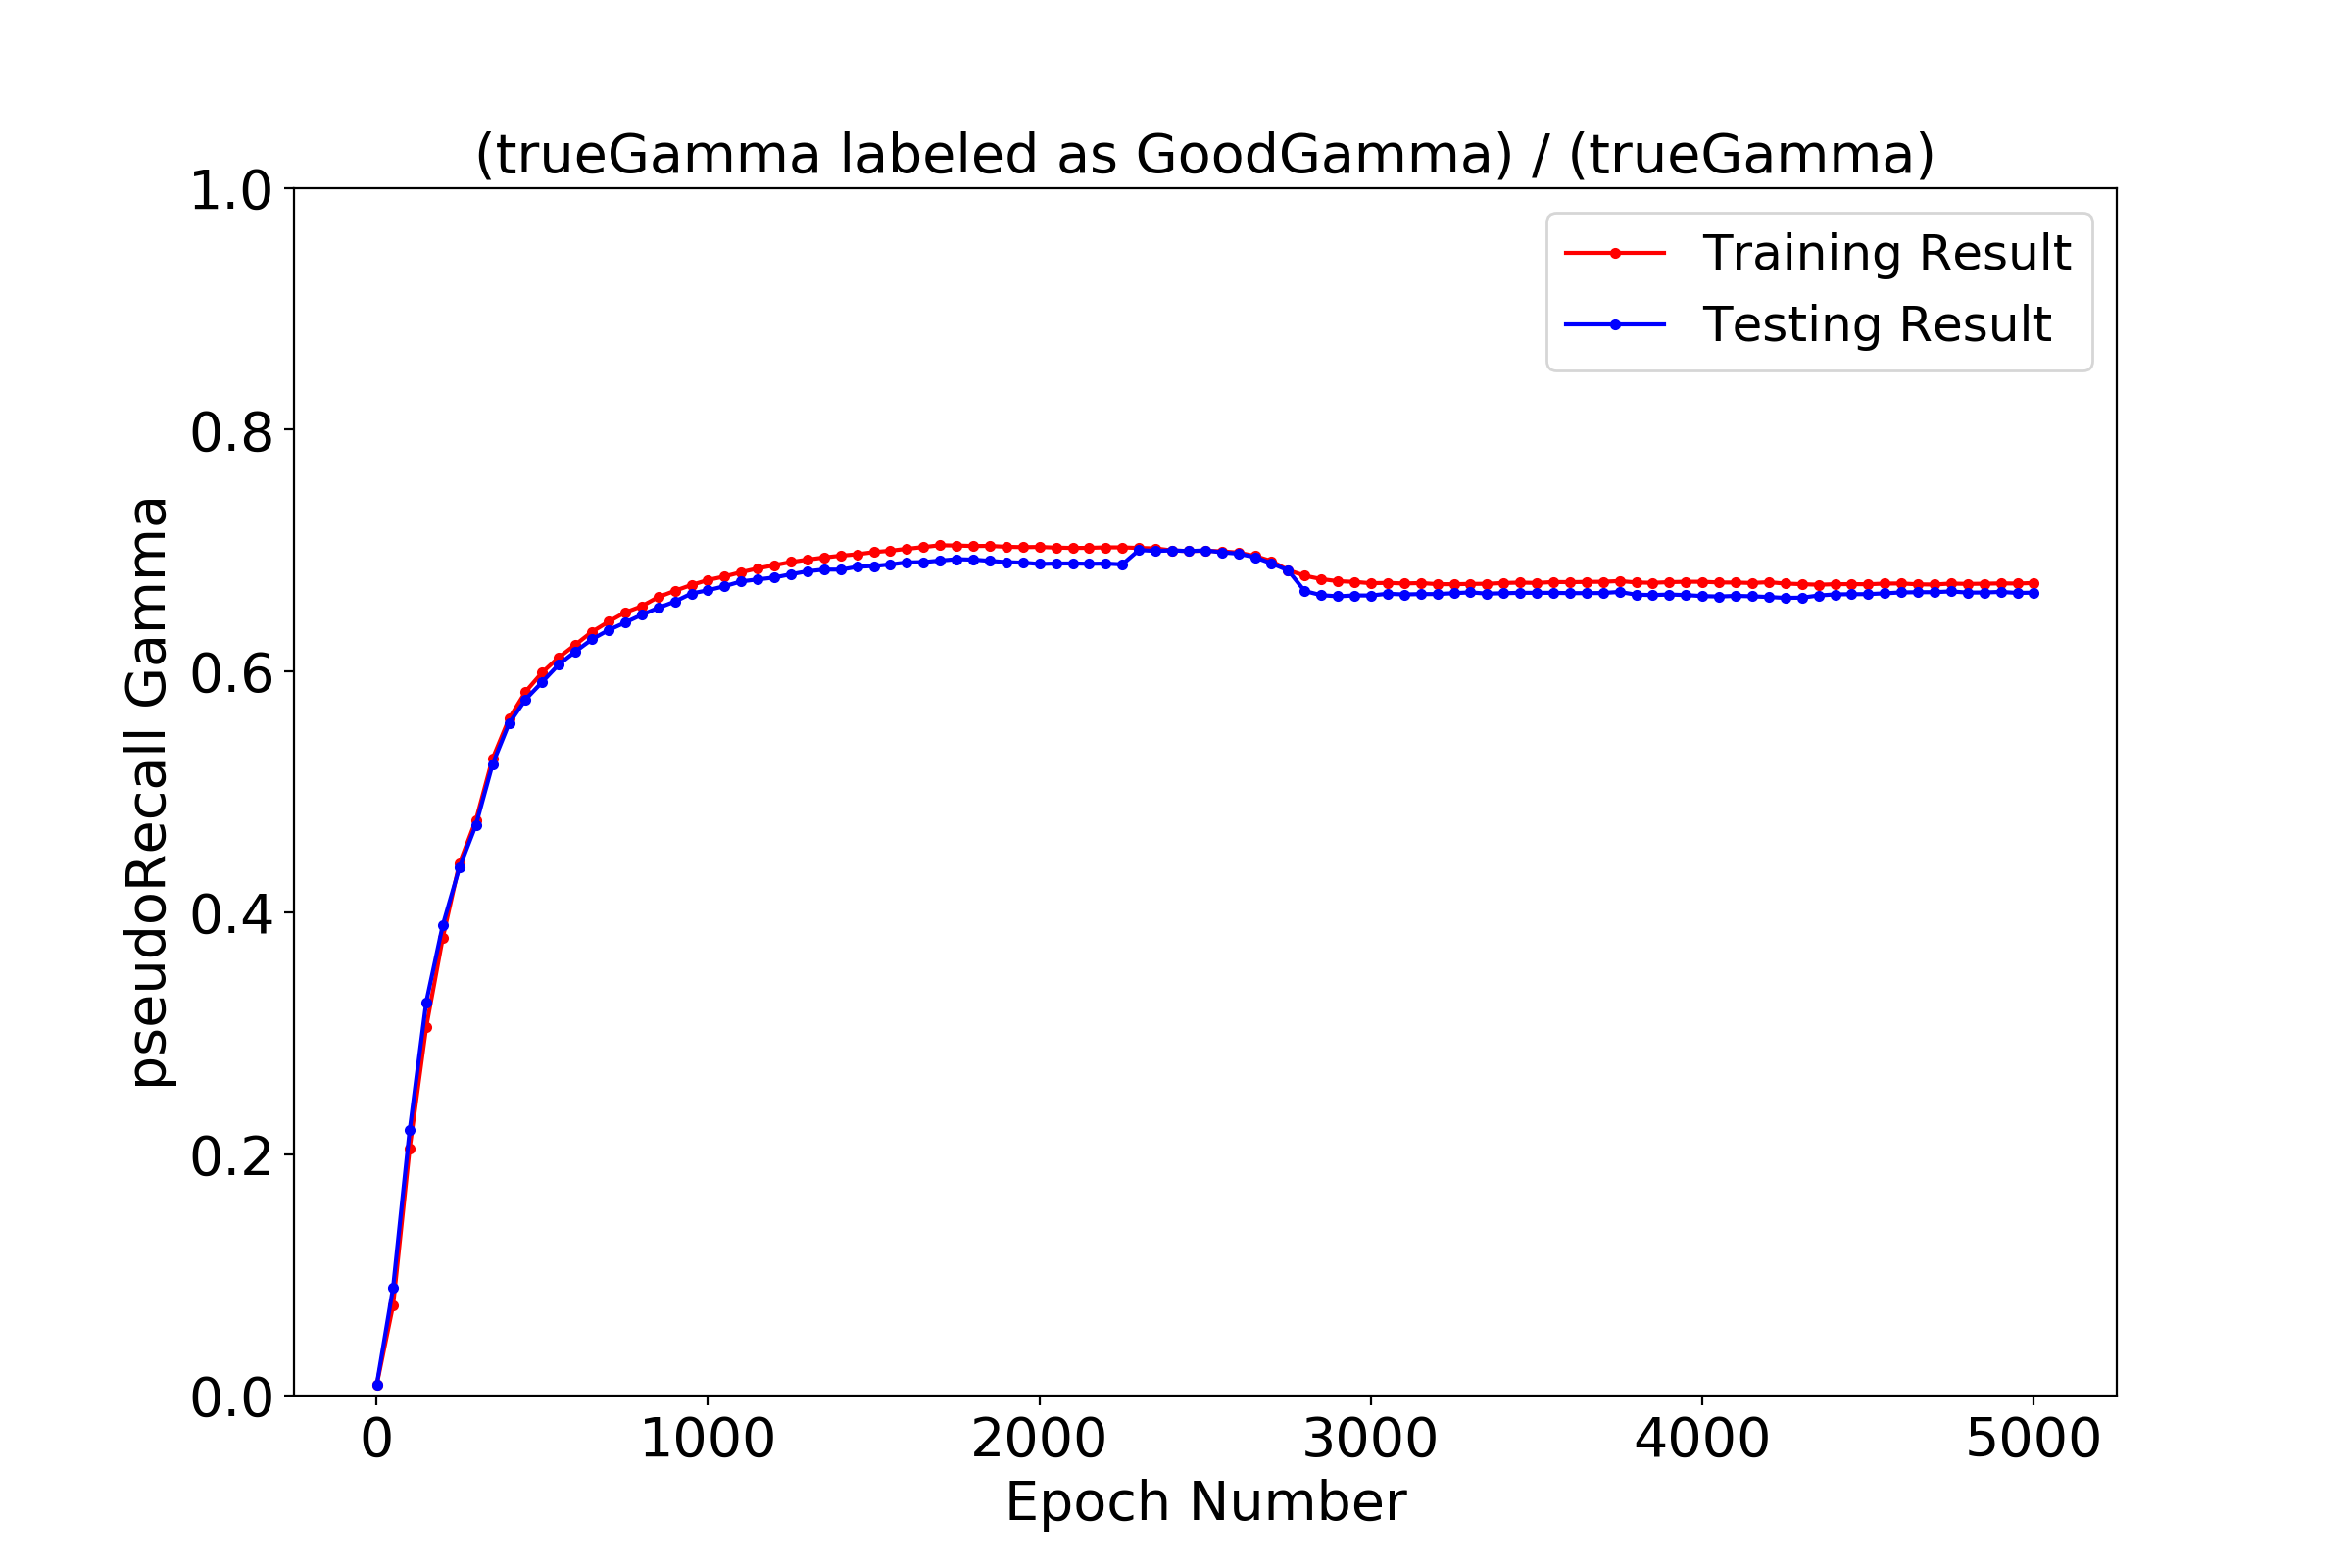 (trueGamma labeled as GoodGamma) / (trueGamma)
Training Result
Testing Result
pseudoRecall Gamma
1.0
0.8
0.6
0.4
0.2
0.0
0 1000 2000 3000 4000 5000
Epoch Number